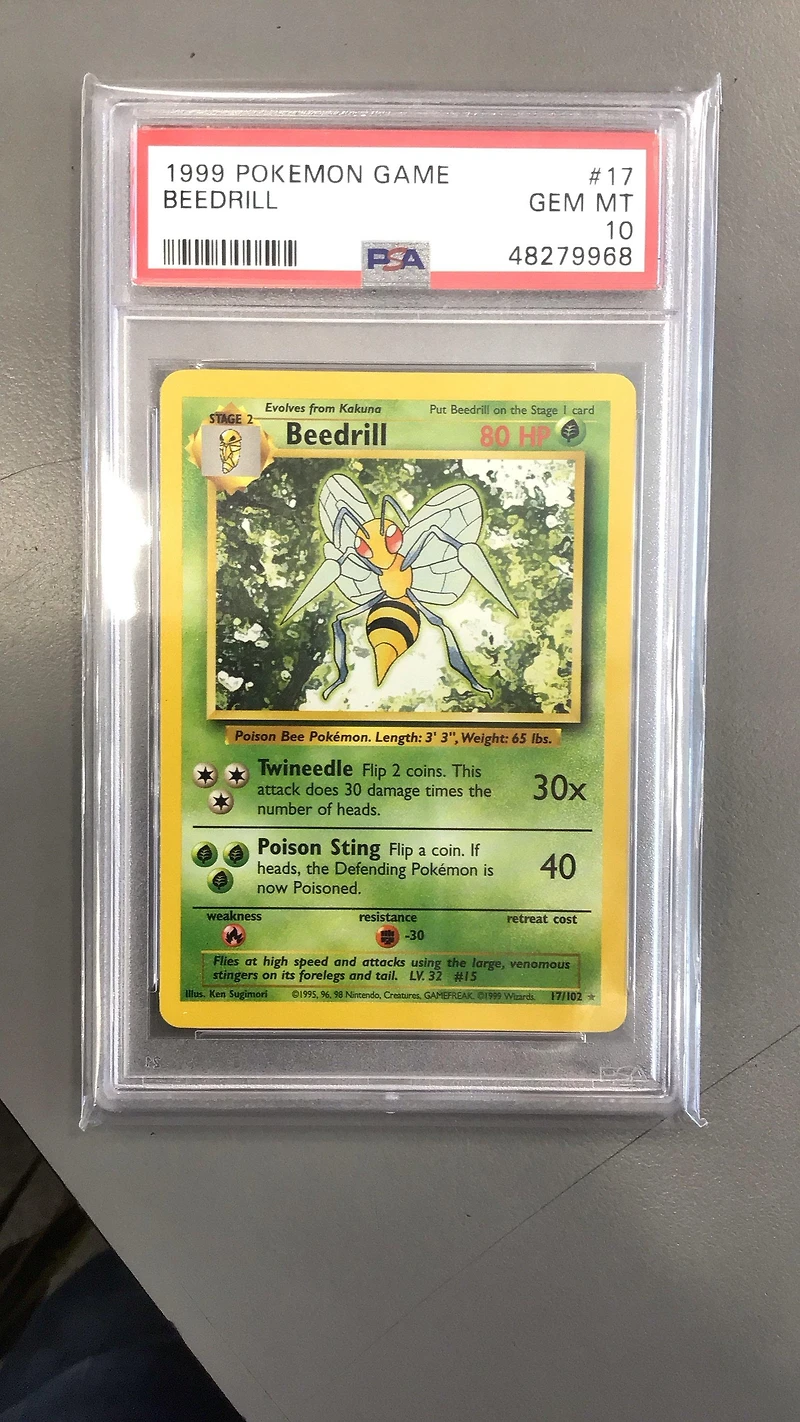 1999 POKEMON GAME #17
BEEDRILL GEM MT
10
PSA 48279968
Evolves from Kakuna Put Beedrill on the Stage 1 card
STAGE 2
Beedrill 80 HP
Poison Bee Pokémon. Length: 3' 3", Weight: 65 lbs.
Twineedle Flip 2 coins. This
attack does 30 damage times the
number of heads.
30x
Poison Sting Flip a coin. If
heads, the Defending Pokémon is
now Poisoned.
40
weakness resistance retreat cost
-30
Flies at high speed and attacks using the large, venomous
stingers on its forelegs and tail. LV. 32 #15
Illus. Ken Sugimori ©1995, 96, 98 Nintendo, Creatures, GAMEFREAK. ©1999 Wizards. 17/102 ★
PSA